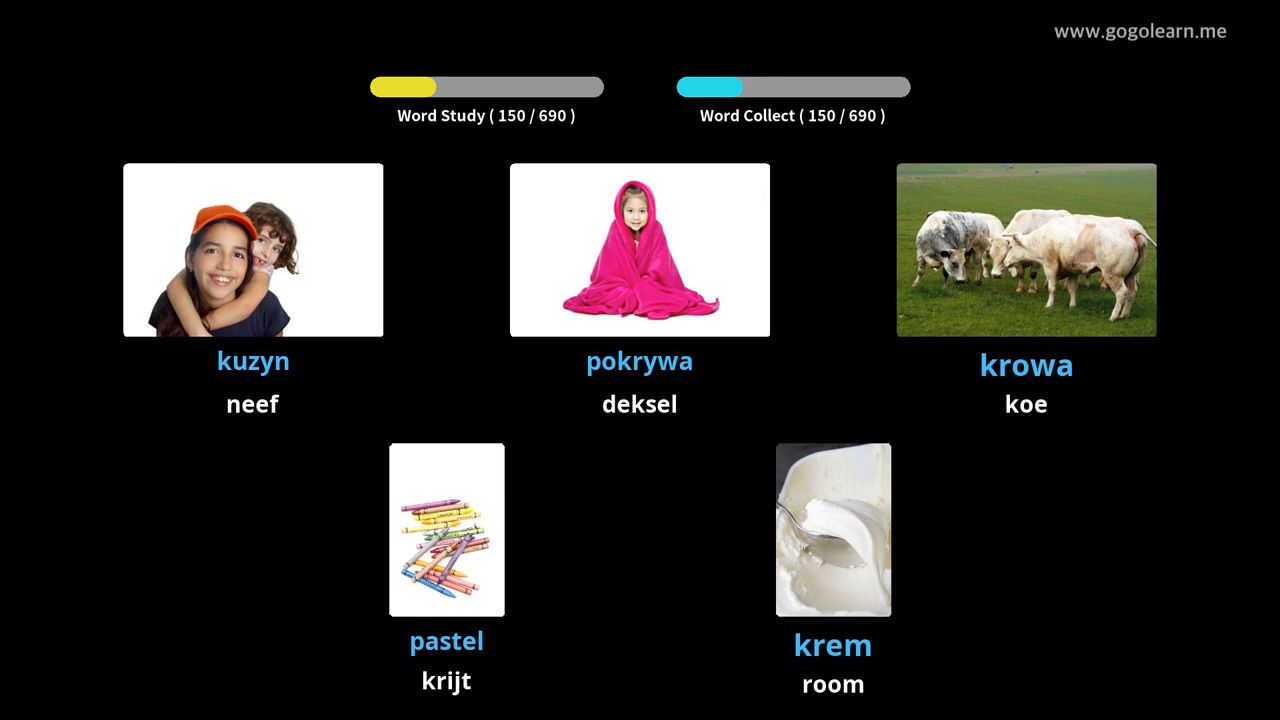 www.gogolearn.me
Word Study ( 150 / 690 )
Word Collect ( 150 / 690 )
kuzyn
pokrywa
krowa
neef
deksel
koe
pastel
krem
krijt
room